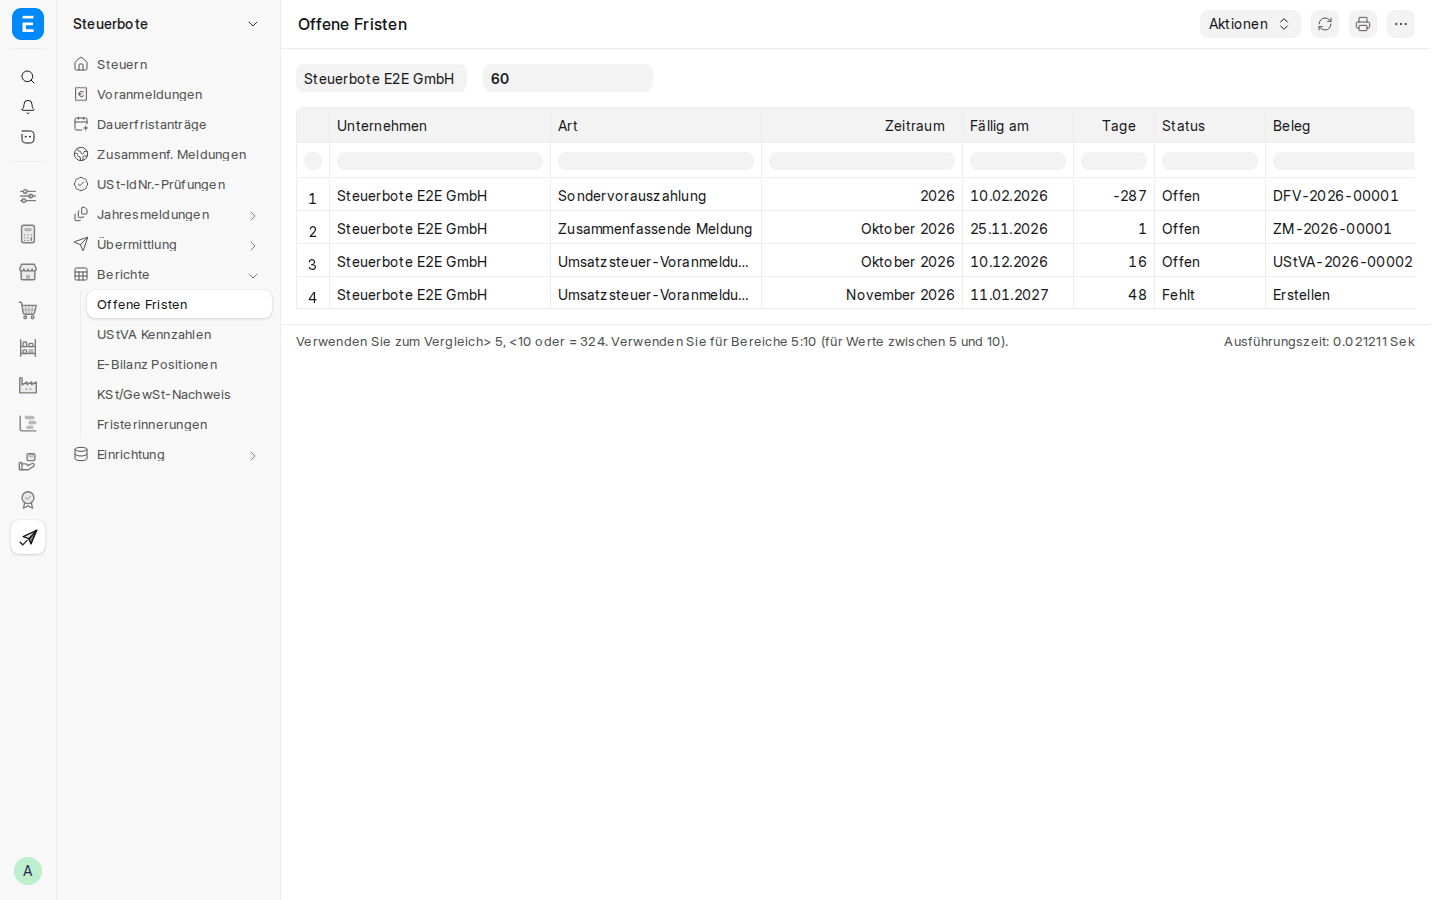 Steuerbote
Offene Fristen
Aktionen
Steuern
Voranmeldungen
Dauerfristanträge
Zusammenf. Meldungen
USt-IdNr.-Prüfungen
Jahresmeldungen
Übermittlung
Berichte
Offene Fristen
UStVA Kennzahlen
E-Bilanz Positionen
KSt/GewSt-Nachweis
Fristerinnerungen
Einrichtung
A
Steuerbote E2E GmbH 60
Unternehmen Art Zeitraum Fällig am Tage Status Beleg
1 Steuerbote E2E GmbH Sondervorauszahlung 2026 10.02.2026 -287 Offen DFV-2026-00001
2 Steuerbote E2E GmbH Zusammenfassende Meldung Oktober 2026 25.11.2026 1 Offen ZM-2026-00001
3 Steuerbote E2E GmbH Umsatzsteuer-Voranmeldu... Oktober 2026 10.12.2026 16 Offen UStVA-2026-00002
4 Steuerbote E2E GmbH Umsatzsteuer-Voranmeldu... November 2026 11.01.2027 48 Fehlt Erstellen
Verwenden Sie zum Vergleich> 5, <10 oder = 324. Verwenden Sie für Bereiche 5:10 (für Werte zwischen 5 und 10).
Ausführungszeit: 0.021211 Sek